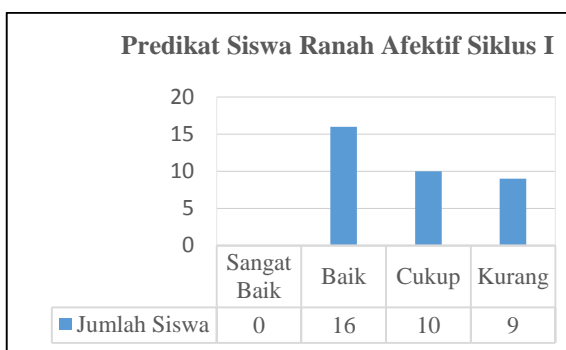 Predikat Siswa Ranah Afektif Siklus I
20
15
10
5
0
Sangat Baik Baik Cukup Kurang
Jumlah Siswa 0 16 10 9